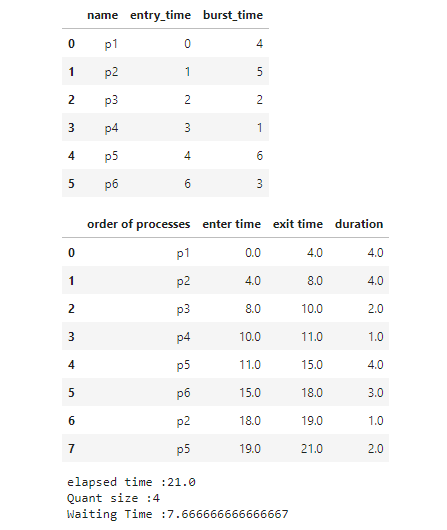 name entry_time burst_time
0 p1 0 4
1 p2 1 5
2 p3 2 2
3 p4 3 1
4 p5 4 6
5 p6 6 3
order of processes enter time exit time duration
0 p1 0.0 4.0 4.0
1 p2 4.0 8.0 4.0
2 p3 8.0 10.0 2.0
3 p4 10.0 11.0 1.0
4 p5 11.0 15.0 4.0
5 p6 15.0 18.0 3.0
6 p2 18.0 19.0 1.0
7 p5 19.0 21.0 2.0
elapsed time :21.0
Quant size :4
Waiting Time :7.666666666666667